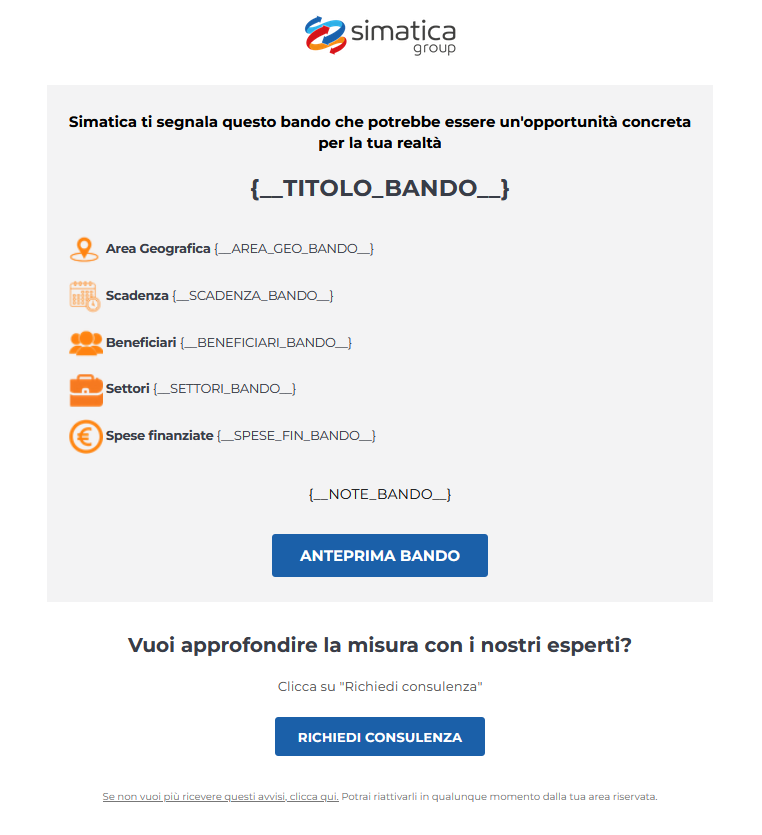 simatica
group
Simatica ti segnala questo bando che potrebbe essere un'opportunità concreta
per la tua realtà
{__TITOLO_BANDO__}
Area Geografica {__AREA_GEO_BANDO__}
Scadenza {__SCADENZA_BANDO__}
Beneficiari {__BENEFICIARI_BANDO__}
Settori {__SETTORI_BANDO__}
Spese finanziate {__SPESE_FIN_BANDO__}
{__NOTE_BANDO__}
ANTEPRIMA BANDO
Vuoi approfondire la misura con i nostri esperti?
Clicca su "Richiedi consulenza"
RICHIEDI CONSULENZA
Se non vuoi più ricevere questi avvisi, clicca qui. Potrai riattivarli in qualunque momento dalla tua area riservata.